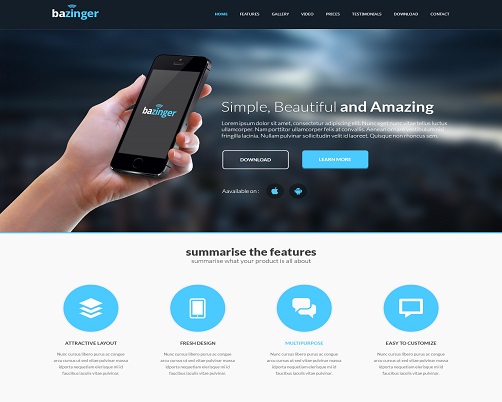 bazinger
HOME FEATURES GALLERY VIDEO PRICES TESTIMONIALS DOWNLOAD CONTACT
bazinger
Simple, Beautiful and Amazing
Lorem ipsum dolor sit amet, consectetur adipiscing elit. Nunc eget nunc vitae tellus luctus
ullamcorper. Nam porttitor ullamcorper felis at convallis. Aenean ornare vestibulum nisl
fringilla lacinia. Nullam pulvinar sollicitudin velit id laoreet. Quisque non rhoncus sem.
DOWNLOAD LEARN MORE
Aavailable on :
summarise the features
summarise what your product is all about
ATTRACTIVE LAYOUT
Nunc cursus libero purus ac congue
arcu cursus ut sed vitae pulvinar massa
idporta nequetiam elerisque mi id
faucibus iaculis vitae pulvinar.
FRESH DESIGN
Nunc cursus libero purus ac congue
arcu cursus ut sed vitae pulvinar massa
idporta nequetiam elerisque mi id
faucibus iaculis vitae pulvinar.
MULTIPURPOSE
Nunc cursus libero purus ac congue
arcu cursus ut sed vitae pulvinar massa
idporta nequetiam elerisque mi id
faucibus iaculis vitae pulvinar.
EASY TO CUSTOMIZE
Nunc cursus libero purus ac congue
arcu cursus ut sed vitae pulvinar massa
idporta nequetiam elerisque mi id
faucibus iaculis vitae pulvinar.